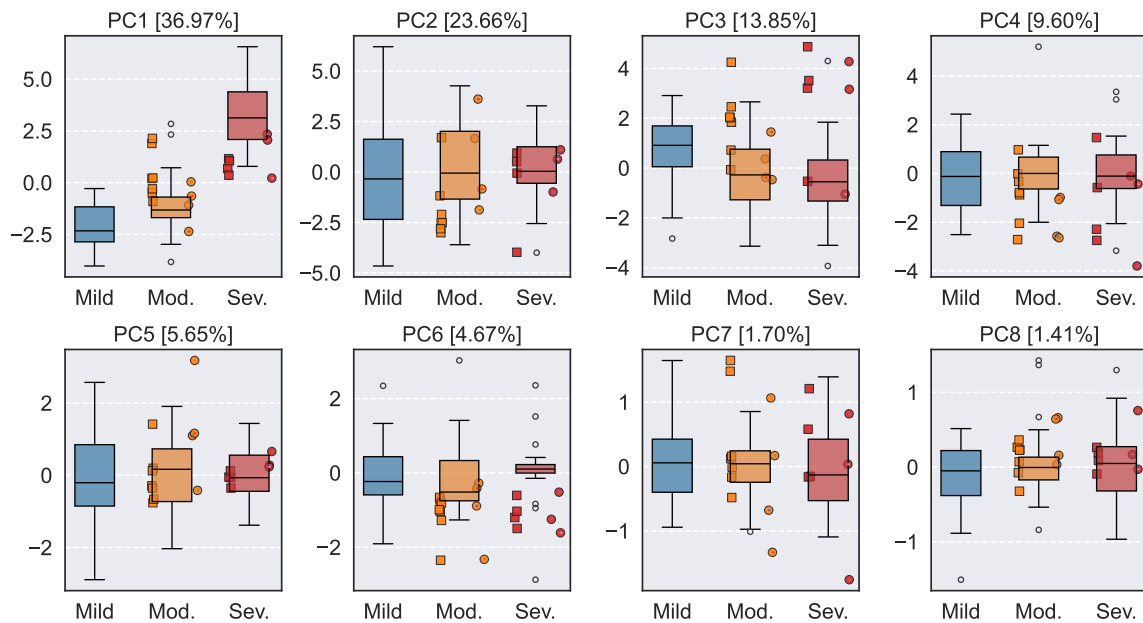 PC1 [36.97%] PC2 [23.66%] PC3 [13.85%] PC4 [9.60%]
5.0 5.0 4 4
2.5 2.5 2 2
0.0 0.0 0 0
−2.5 −2.5 −2 −2
−5.0 −4 −4
Mild Mod. Sev. Mild Mod. Sev. Mild Mod. Sev. Mild Mod. Sev.
PC5 [5.65%] PC6 [4.67%] PC7 [1.70%] PC8 [1.41%]
2 2 1 1
0 0 0 0
−2 −2 −1 −1
Mild Mod. Sev. Mild Mod. Sev. Mild Mod. Sev. Mild Mod. Sev.